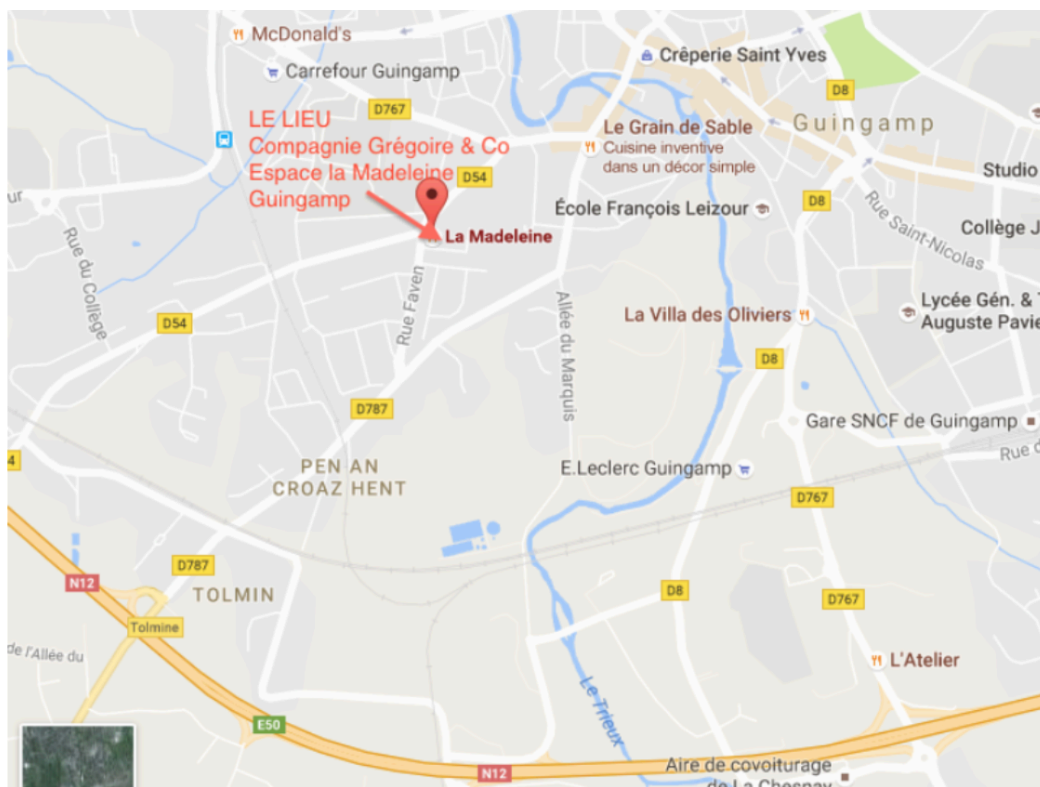 McDonald's
Carrefour Guingamp
Crêperie Saint Yves
D8
D767
LE LIEU
Compagnie Grégoire & Co
Espace la Madeleine
Guingamp
D54
Le Grain de Sable
Cuisine inventive
dans un décor simple
Guingamp
Studio
École François Leizour
D8
Rue Saint-Nicolas
Collège J
La Madeleine
ur
Rue du Collège
Rue Faven
Allée du Marquis
D54
La Villa des Oliviers
Lycée Gén. & T
Auguste Pavie
D8
D787
Gare SNCF de Guingamp
Rue d
4
PEN AN
CROAZ HENT
E.Leclerc Guingamp
D767
D787
N12
TOLMIN
D8
D767
Tolmine
de l'Allée du
L'Atelier
Le Trieux
E50
N12
Aire de covoiturage
de La Chesnay